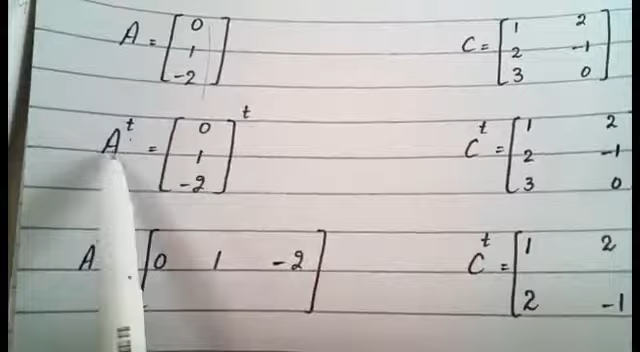 A = [0 C = [1 2
1 2 -1
-2] 3 0]
A^t = [0 C^t = [1 2
1 2 -1
-2]^t 3 0
A [0 1 -2] C^t = [1 2
2 -1